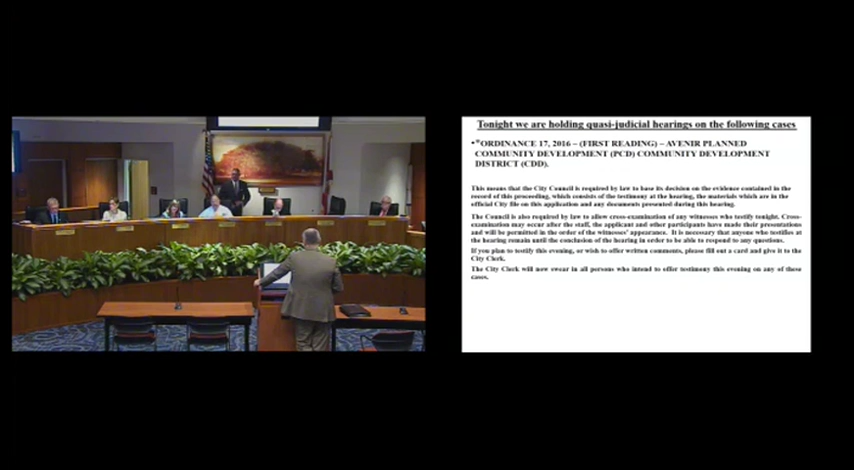 Tonight we are holding quasi-judicial hearings on the following cases
•*ORDINANCE 17, 2016 – (FIRST READING) – AVENIR PLANNED
COMMUNITY DEVELOPMENT (PCD) COMMUNITY DEVELOPMENT
DISTRICT (CDD).
This means that the City Council is required by law to base its decision on the evidence contained in the
record of this proceeding, which consists of the testimony at the hearing, the materials which are in the
official City file on this application and any documents presented during this hearing.
The Council is also required by law to allow cross-examination of any witnesses who testify tonight. Cross-
examination may occur after the staff, the applicant and other participants have made their presentations
and will be permitted in the order of the witnesses' appearance. It is necessary that anyone who testifies at
the hearing remain until the conclusion of the hearing in order to be able to respond to any questions.
If you plan to testify this evening, or wish to offer written comments, please fill out a card and give it to the
City Clerk.
The City Clerk will now swear in all persons who intend to offer testimony this evening on any of these
cases.